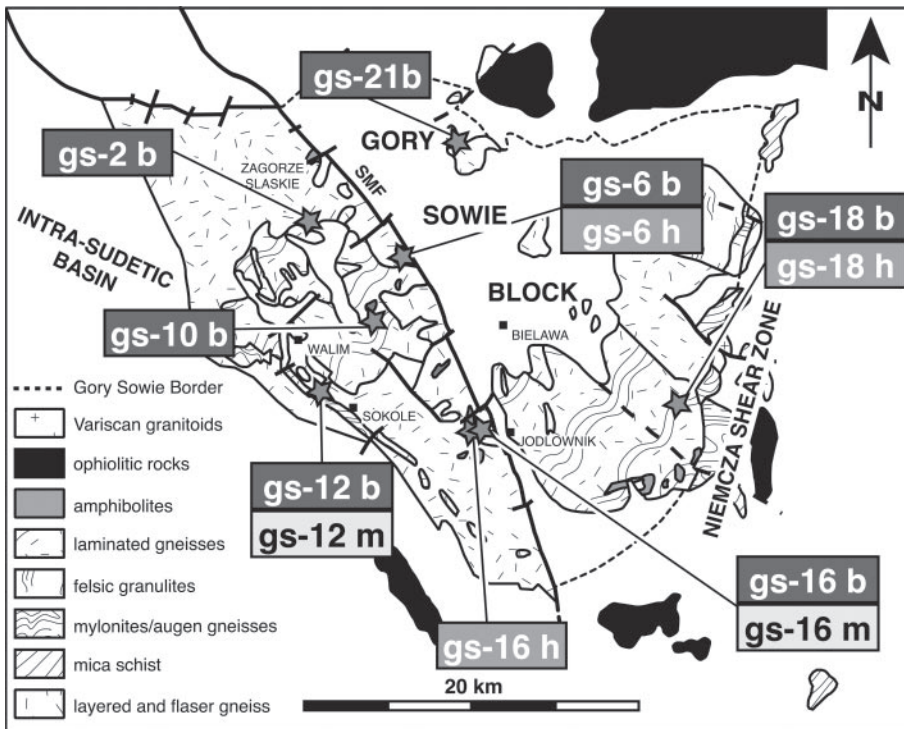 gs-21b
N
GORY
gs-2 b
ZAGORZE
SLASKIE
SMF
SOWIE
gs-6 b
gs-6 h
gs-18 b
gs-18 h
INTRA-SUDETIC
BASIN
BLOCK
gs-10 b
WALIM
BIELAWA
SOKOLE
JODLOWNIK
NIEMCZA SHEAR ZONE
gs-12 b
gs-12 m
gs-16 b
gs-16 m
gs-16 h
20 km
Gory Sowie Border
Variscan granitoids
ophiolitic rocks
amphibolites
laminated gneisses
felsic granulites
mylonites/augen gneisses
mica schist
layered and flaser gneiss